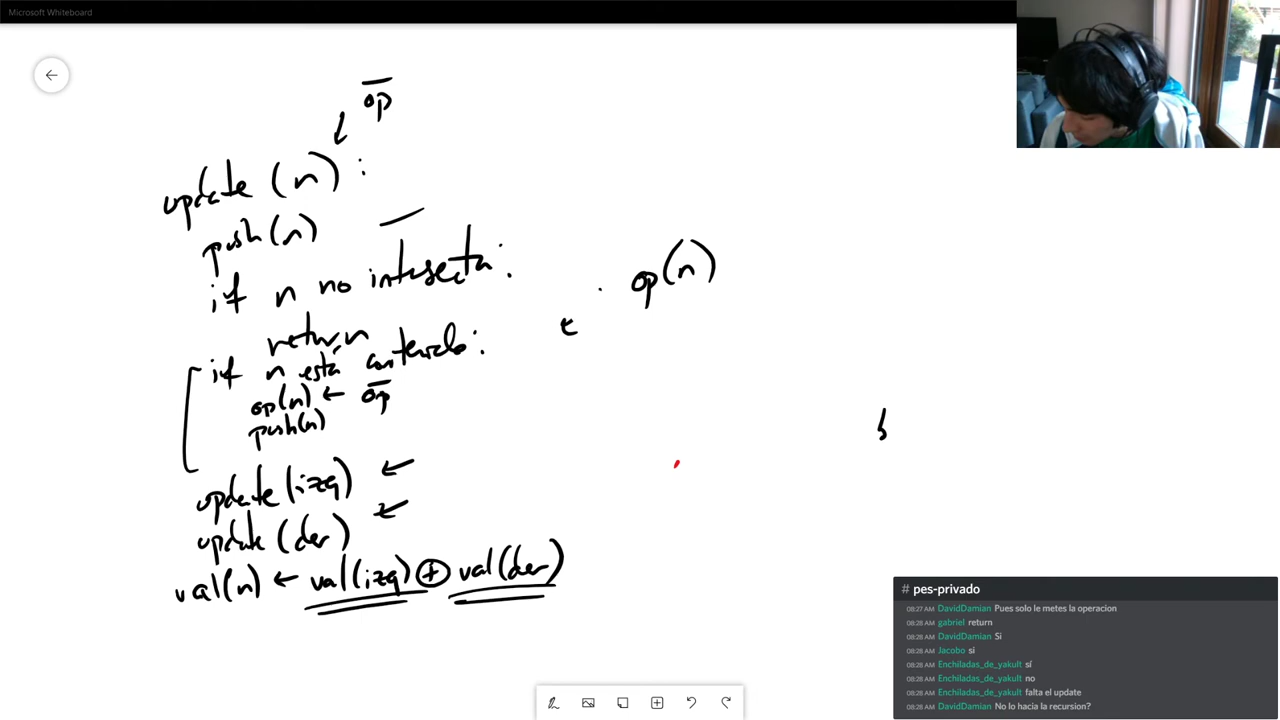 Microsoft Whiteboard
op
update (n) :
push(n)
if n no intersecta:
return
if n está contenido:
op(n) ← op
push(n)
update(izq) ←
update(der) ←
val(n) ← val(izq) ⊕ val(der)
op(n)
# pes-privado
08:27 AM DavidDamian Pues solo le metes la operacion
08:28 AM gabriel return
08:28 AM DavidDamian Si
08:28 AM Jacobo si
08:28 AM Enchiladas_de_yakult sí
08:28 AM Enchiladas_de_yakult no
08:28 AM Enchiladas_de_yakult falta el update
08:28 AM DavidDamian No lo hacia la recursion?